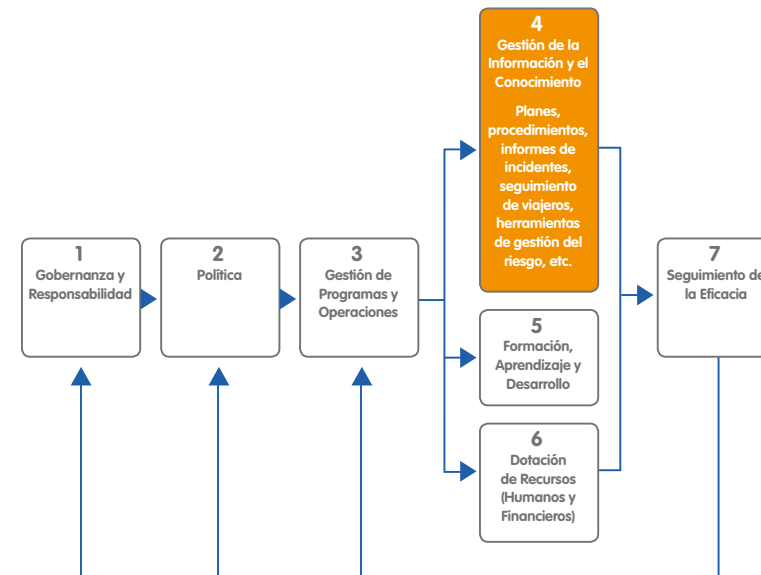 1
Gobernanza y
Responsabilidad
2
Política
3
Gestión de
Programas y
Operaciones
4
Gestión de la
Información y el
Conocimiento
Planes,
procedimientos,
informes de
incidentes,
seguimiento
de viajeros,
herramientas
de gestión del
riesgo, etc.
5
Formación,
Aprendizaje y
Desarrollo
6
Dotación
de Recursos
(Humanos y
Financieros)
7
Seguimiento de
la Eficacia